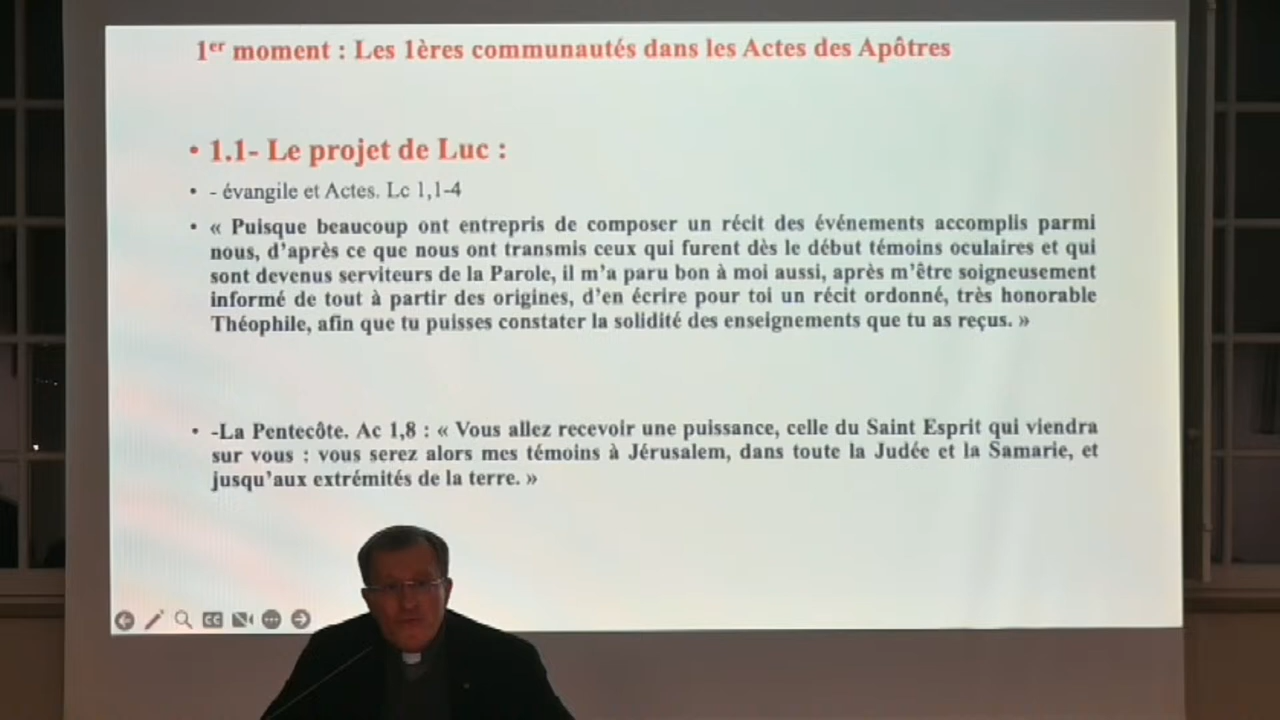 1er moment : Les 1ères communautés dans les Actes des Apôtres
• 1.1- Le projet de Luc :
• - évangile et Actes. Lc 1,1-4
• « Puisque beaucoup ont entrepris de composer un récit des événements accomplis parmi
nous, d’après ce que nous ont transmis ceux qui furent dès le début témoins oculaires et qui
sont devenus serviteurs de la Parole, il m’a paru bon à moi aussi, après m’être soigneusement
informé de tout à partir des origines, d’en écrire pour toi un récit ordonné, très honorable
Théophile, afin que tu puisses constater la solidité des enseignements que tu as reçus. »
• -La Pentecôte. Ac 1,8 : « Vous allez recevoir une puissance, celle du Saint Esprit qui viendra
sur vous : vous serez alors mes témoins à Jérusalem, dans toute la Judée et la Samarie, et
jusqu’aux extrémités de la terre. »
CC